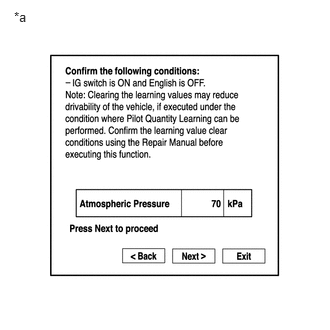 *a
Confirm the following conditions:
– IG switch is ON and English is OFF.
Note: Clearing the learning values may reduce
drivability of the vehicle, if executed under the
condition where Pilot Quantity Learning can be
performed. Confirm the learning value clear
conditions using the Repair Manual before
executing this function.
Atmospheric Pressure 70 kPa
Press Next to proceed
< Back Next > Exit